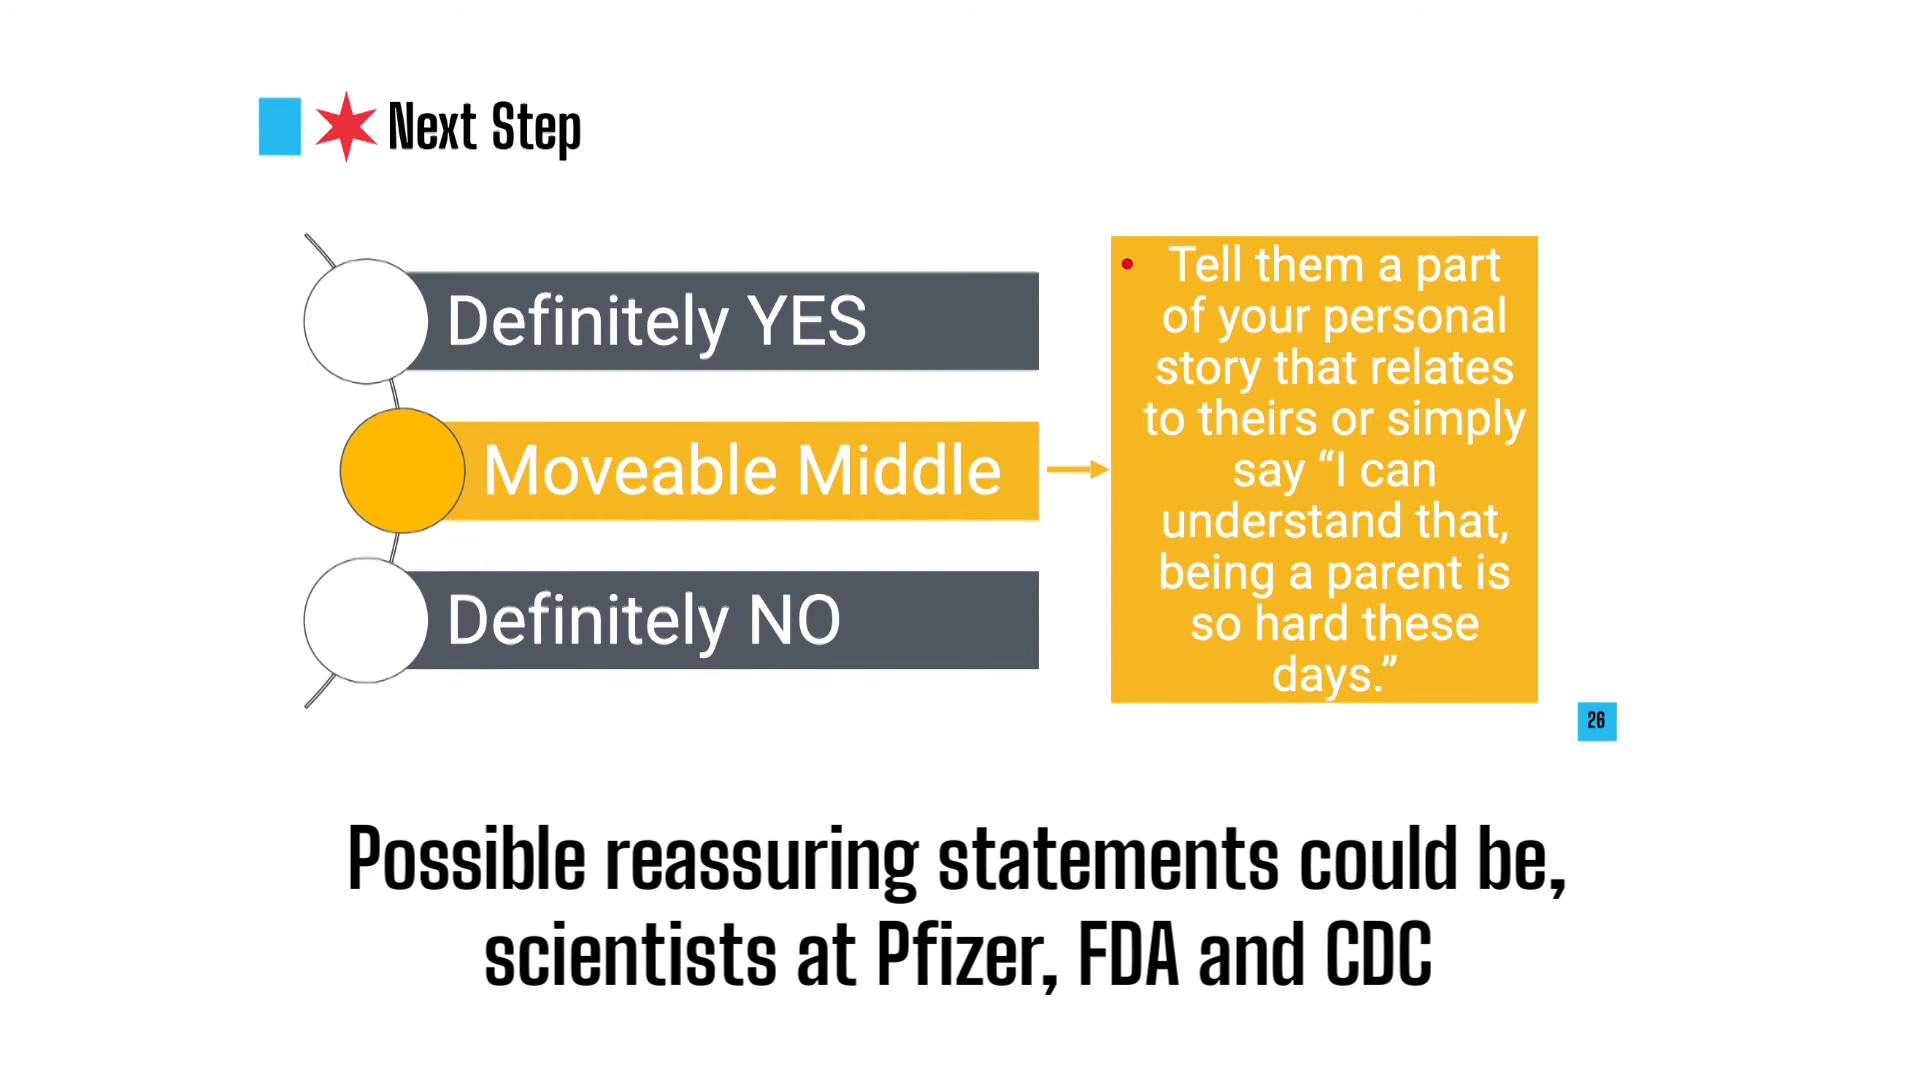 Next Step
Definitely YES
Moveable Middle
Definitely NO
• Tell them a part
of your personal
story that relates
to theirs or simply
say “I can
understand that,
being a parent is
so hard these
days.”
26
Possible reassuring statements could be,
scientists at Pfizer, FDA and CDC